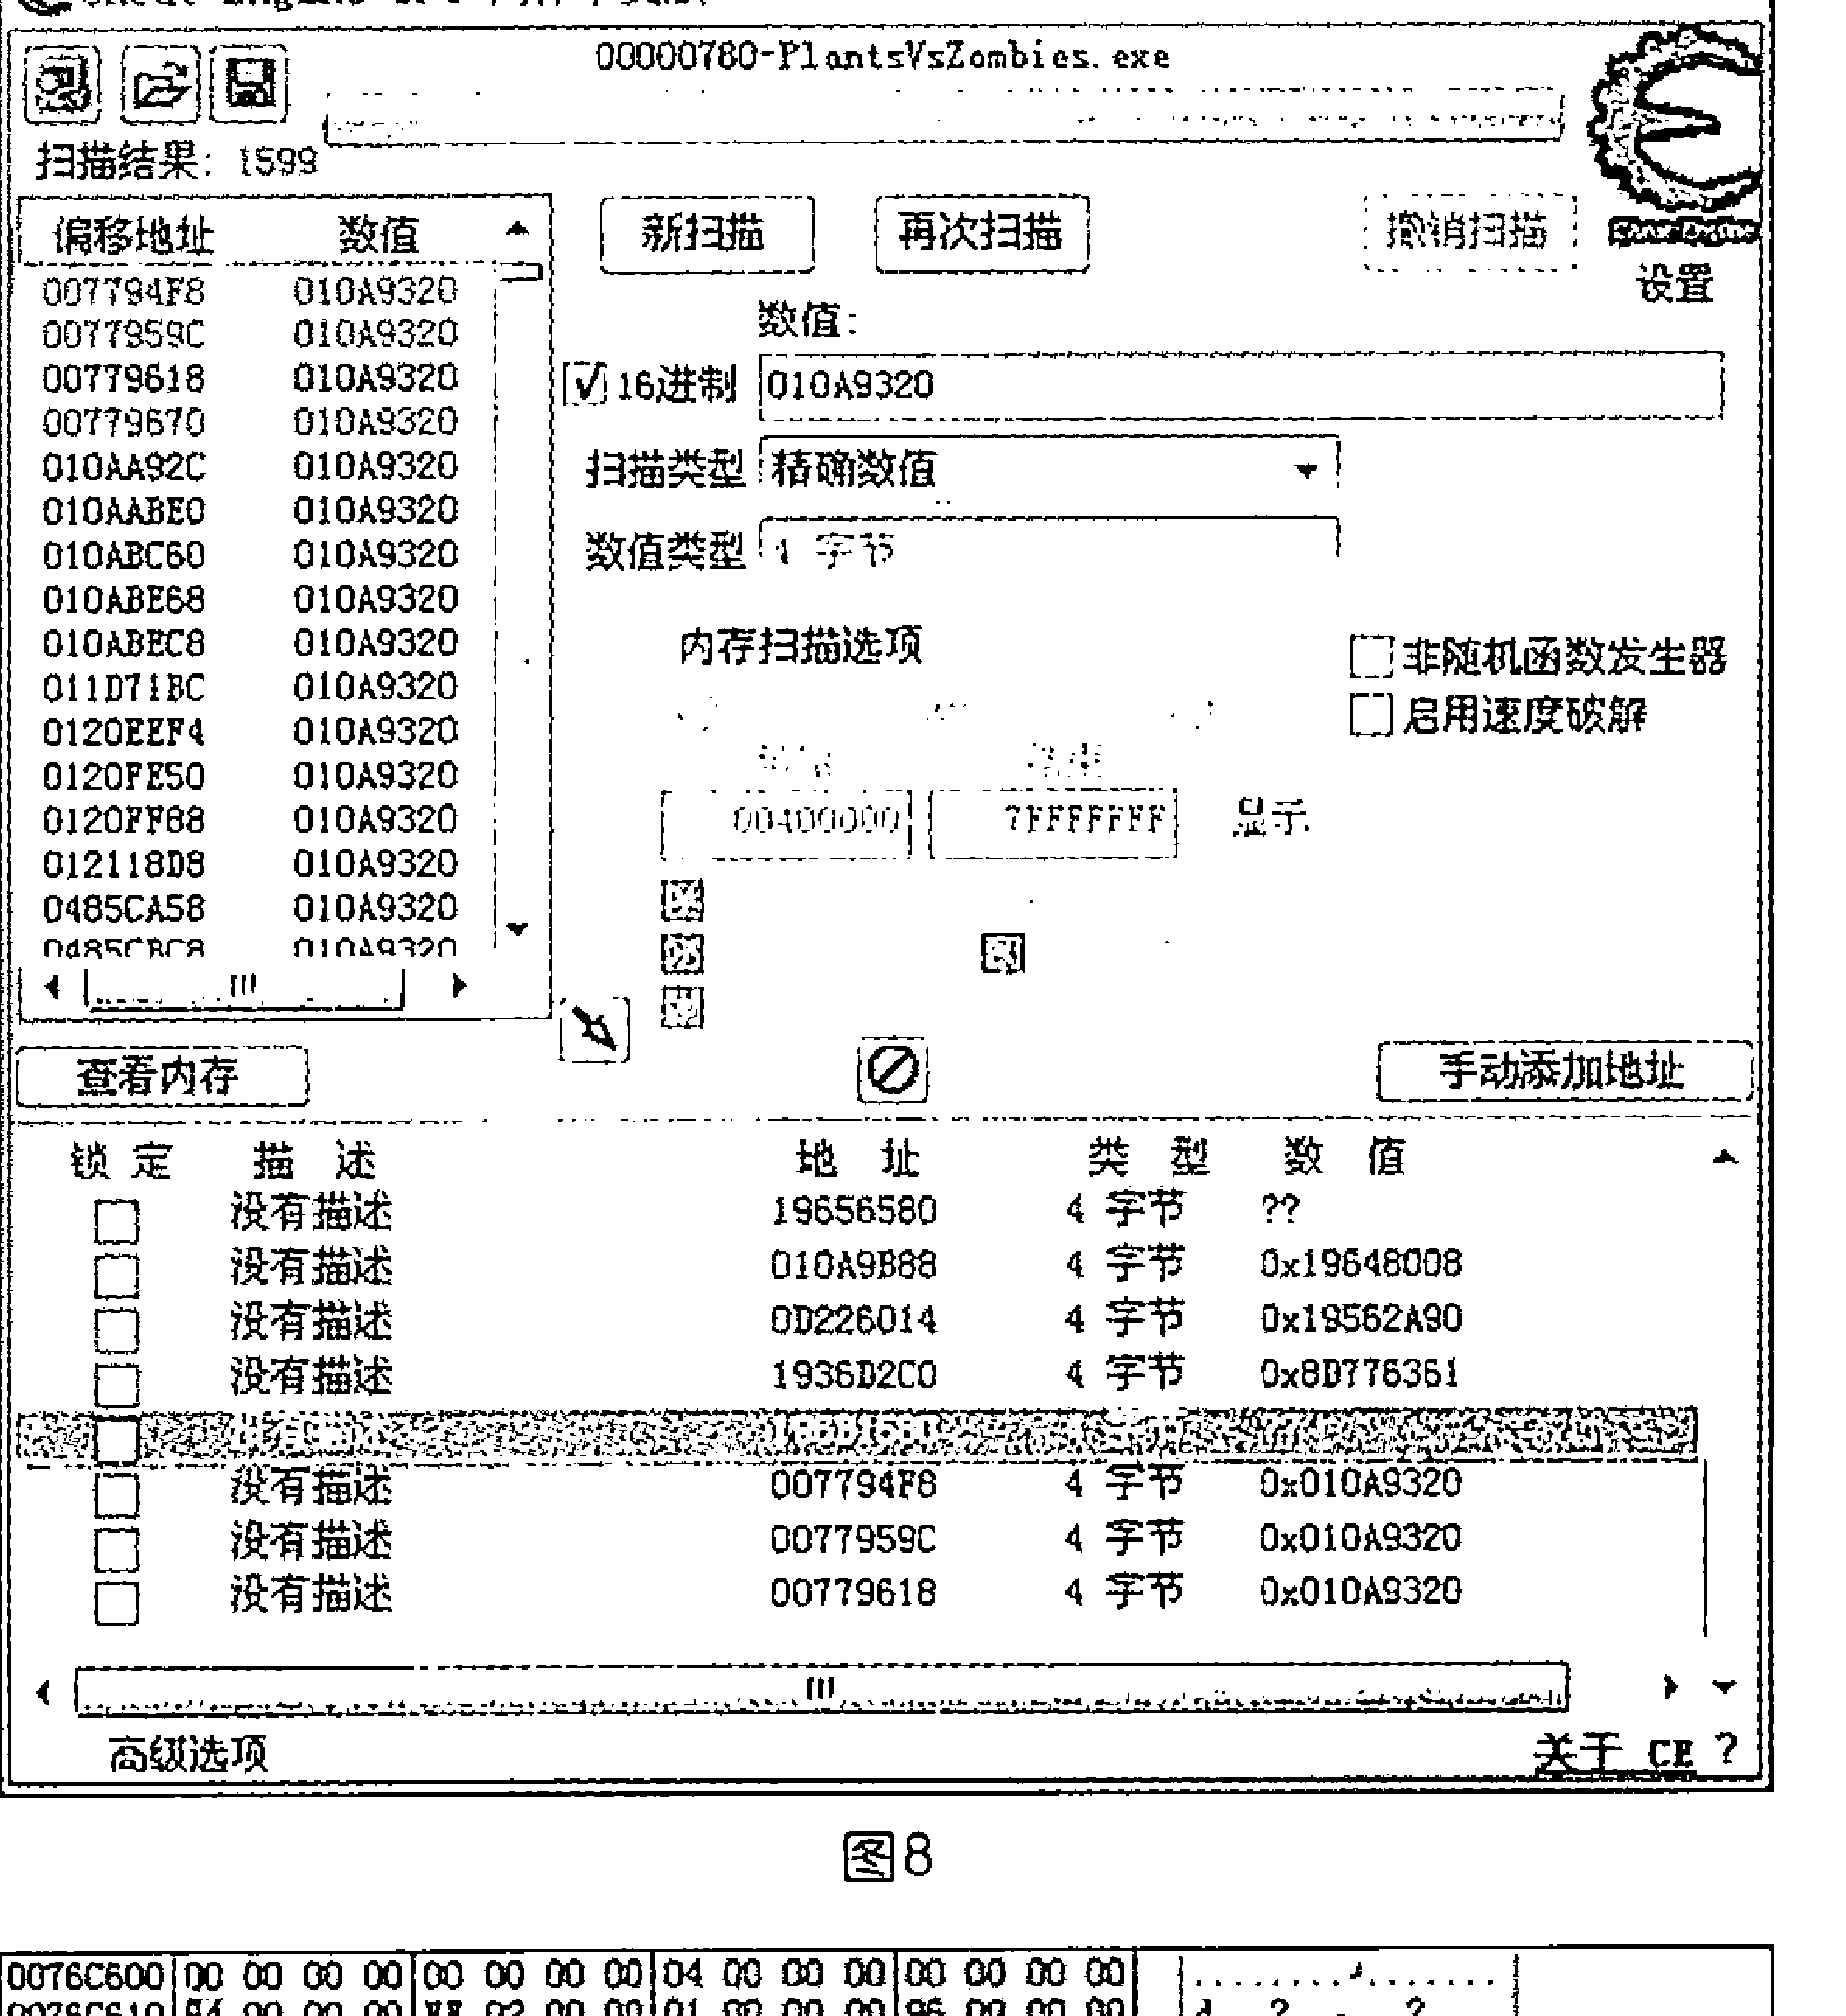 00000780-PlantsVsZombies.exe
扫描结果: 1599
偏移地址 数值
007794F8 010A9320
0077959C 010A9320
00779618 010A9320
00779670 010A9320
010AA92C 010A9320
010AABE0 010A9320
010ABC60 010A9320
010ABE68 010A9320
010ABEC8 010A9320
011D71BC 010A9320
0120EEF4 010A9320
0120FE50 010A9320
0120FF88 010A9320
012118D8 010A9320
0485CA58 010A9320
0485CBC8 010A9320
新扫描 再次扫描 撤销扫描
设置
数值:
16进制 010A9320
扫描类型 精确数值
数值类型 4 字节
内存扫描选项
非随机函数发生器
启用速度破解
00400000 7FFFFFFF 显示
查看内存 手动添加地址
锁定 描述 地址 类型 数值
没有描述 19656580 4 字节 ??
没有描述 010A9B88 4 字节 0x19648008
没有描述 0D226014 4 字节 0x19562A90
没有描述 1936D2C0 4 字节 0x8D776361
没有描述 007794F8 4 字节 0x010A9320
没有描述 0077959C 4 字节 0x010A9320
没有描述 00779618 4 字节 0x010A9320
高级选项 关于 CE ?
图8
0076C600 00 00 00 00 00 00 00 00 04 00 00 00 00 00 00 00